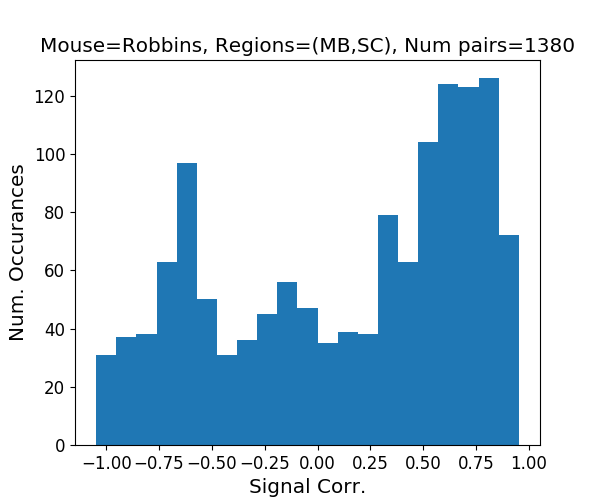 Mouse=Robbins, Regions=(MB,SC), Num pairs=1380
120
100
80
60
40
20
0
Num. Occurances
−1.00 −0.75 −0.50 −0.25 0.00 0.25 0.50 0.75 1.00
Signal Corr.